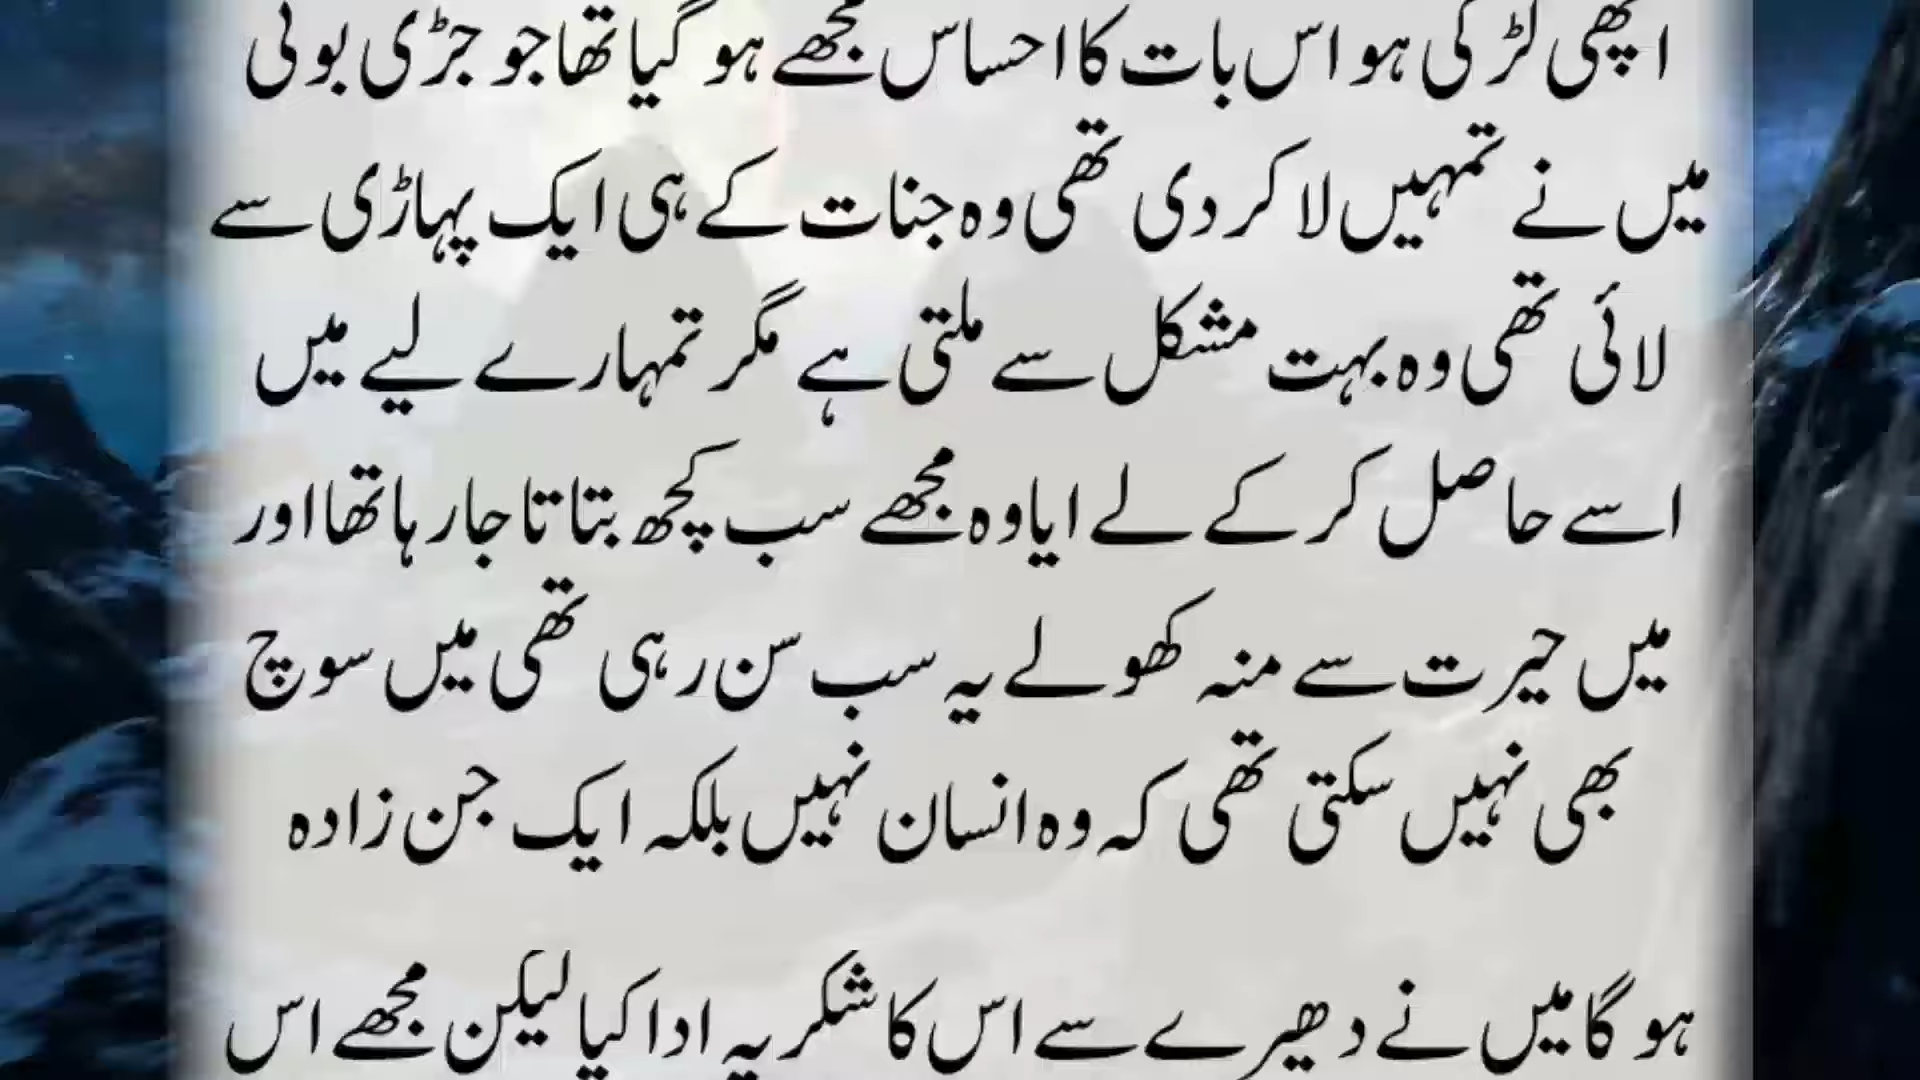 اچھی لڑکی ہو اس بات کا احساس مجھے ہو گیا تھا جو جڑی بوٹی
میں نے تمہیں لا کر دی تھی وہ جنات کے ہی ایک پہاڑی سے
لائی تھی وہ بہت مشکل سے ملتی ہے مگر تمہارے لیے میں
اسے حاصل کر کے لے ایا وہ مجھے سب کچھ بتاتا جا رہا تھا اور
میں حیرت سے منہ کھولے یہ سب سن رہی تھی میں سوچ
بھی نہیں سکتی تھی کہ وہ انسان نہیں بلکہ ایک جن زادہ
ہو گا میں نے دھیرے سے اس کا شکریہ ادا کیا لیکن مجھے اس